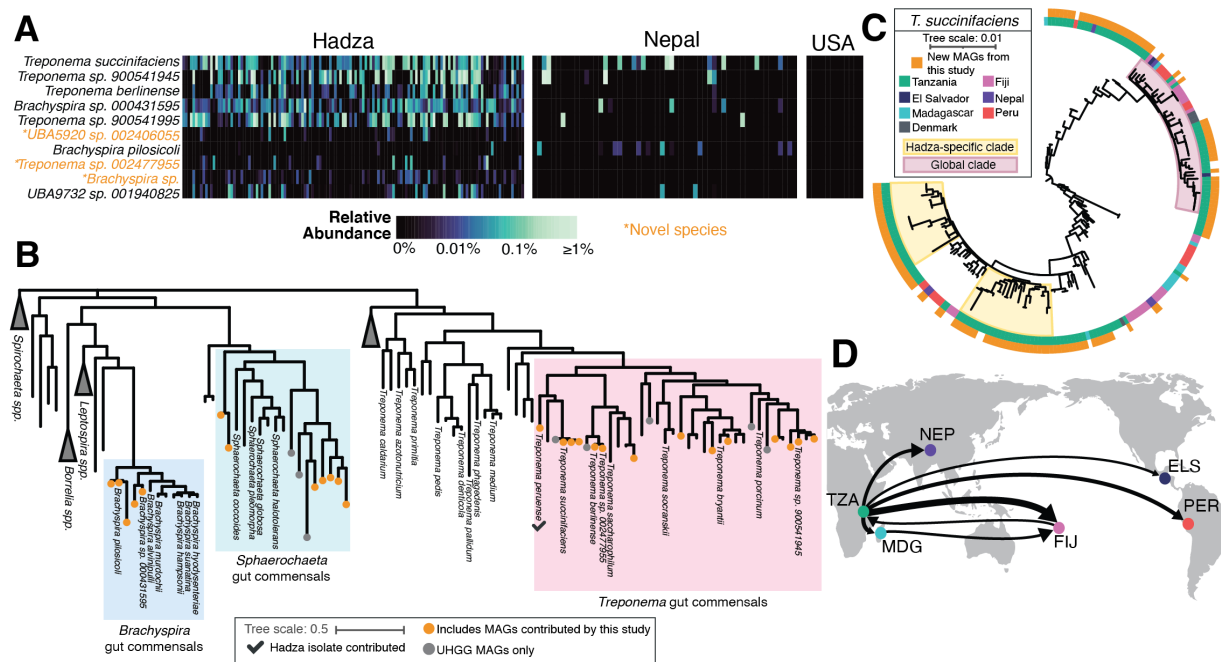 A
Hadza
Nepal
USA
Treponema succinifaciens
Treponema sp. 900541945
Treponema berlinense
Brachyspira sp. 000431595
Treponema sp. 900541995
*UBA5920 sp. 002406055
Brachyspira pilosicoli
*Treponema sp. 002477955
*Brachyspira sp.
UBA9732 sp. 001940825
Relative
Abundance
0%
0.01%
0.1%
≥1%
*Novel species
B
Spirochaeta spp.
Borrelia spp.
Leptospira spp.
Brachyspira pilosicoli
Brachyspira sp. 000431595
Brachyspira alvinipulli
Brachyspira murdochii
Brachyspira hampsonii
Brachyspira suanatina
Brachyspira hyrodysenteriae
Brachyspira
gut commensals
Sphaerochaeta coccoides
Sphaerochaeta pleomorpha
Sphaerochaeta globosa
Sphaerochaeta halotolerans
Sphaerochaeta
gut commensals
Treponema caldarium
Treponema azotonutricium
Treponema primitia
Treponema pedis
Treponema denticola
Treponema pallidum
Treponema phagedenis
Treponema medium
Treponema peruense
Treponema succinifaciens
Treponema berlinense
Treponema sp. 002477955
Treponema saccharophilum
Treponema socranskii
Treponema bryantii
Treponema porcinum
Treponema sp. 900541945
Treponema gut commensals
Tree scale: 0.5
Hadza isolate contributed
Includes MAGs contributed by this study
UHGG MAGs only
C
T. succinifaciens
Tree scale: 0.01
New MAGs from
this study
Tanzania
Fiji
El Salvador
Nepal
Madagascar
Peru
Denmark
Hadza-specific clade
Global clade
D
NEP
ELS
TZA
PER
MDG
FIJ